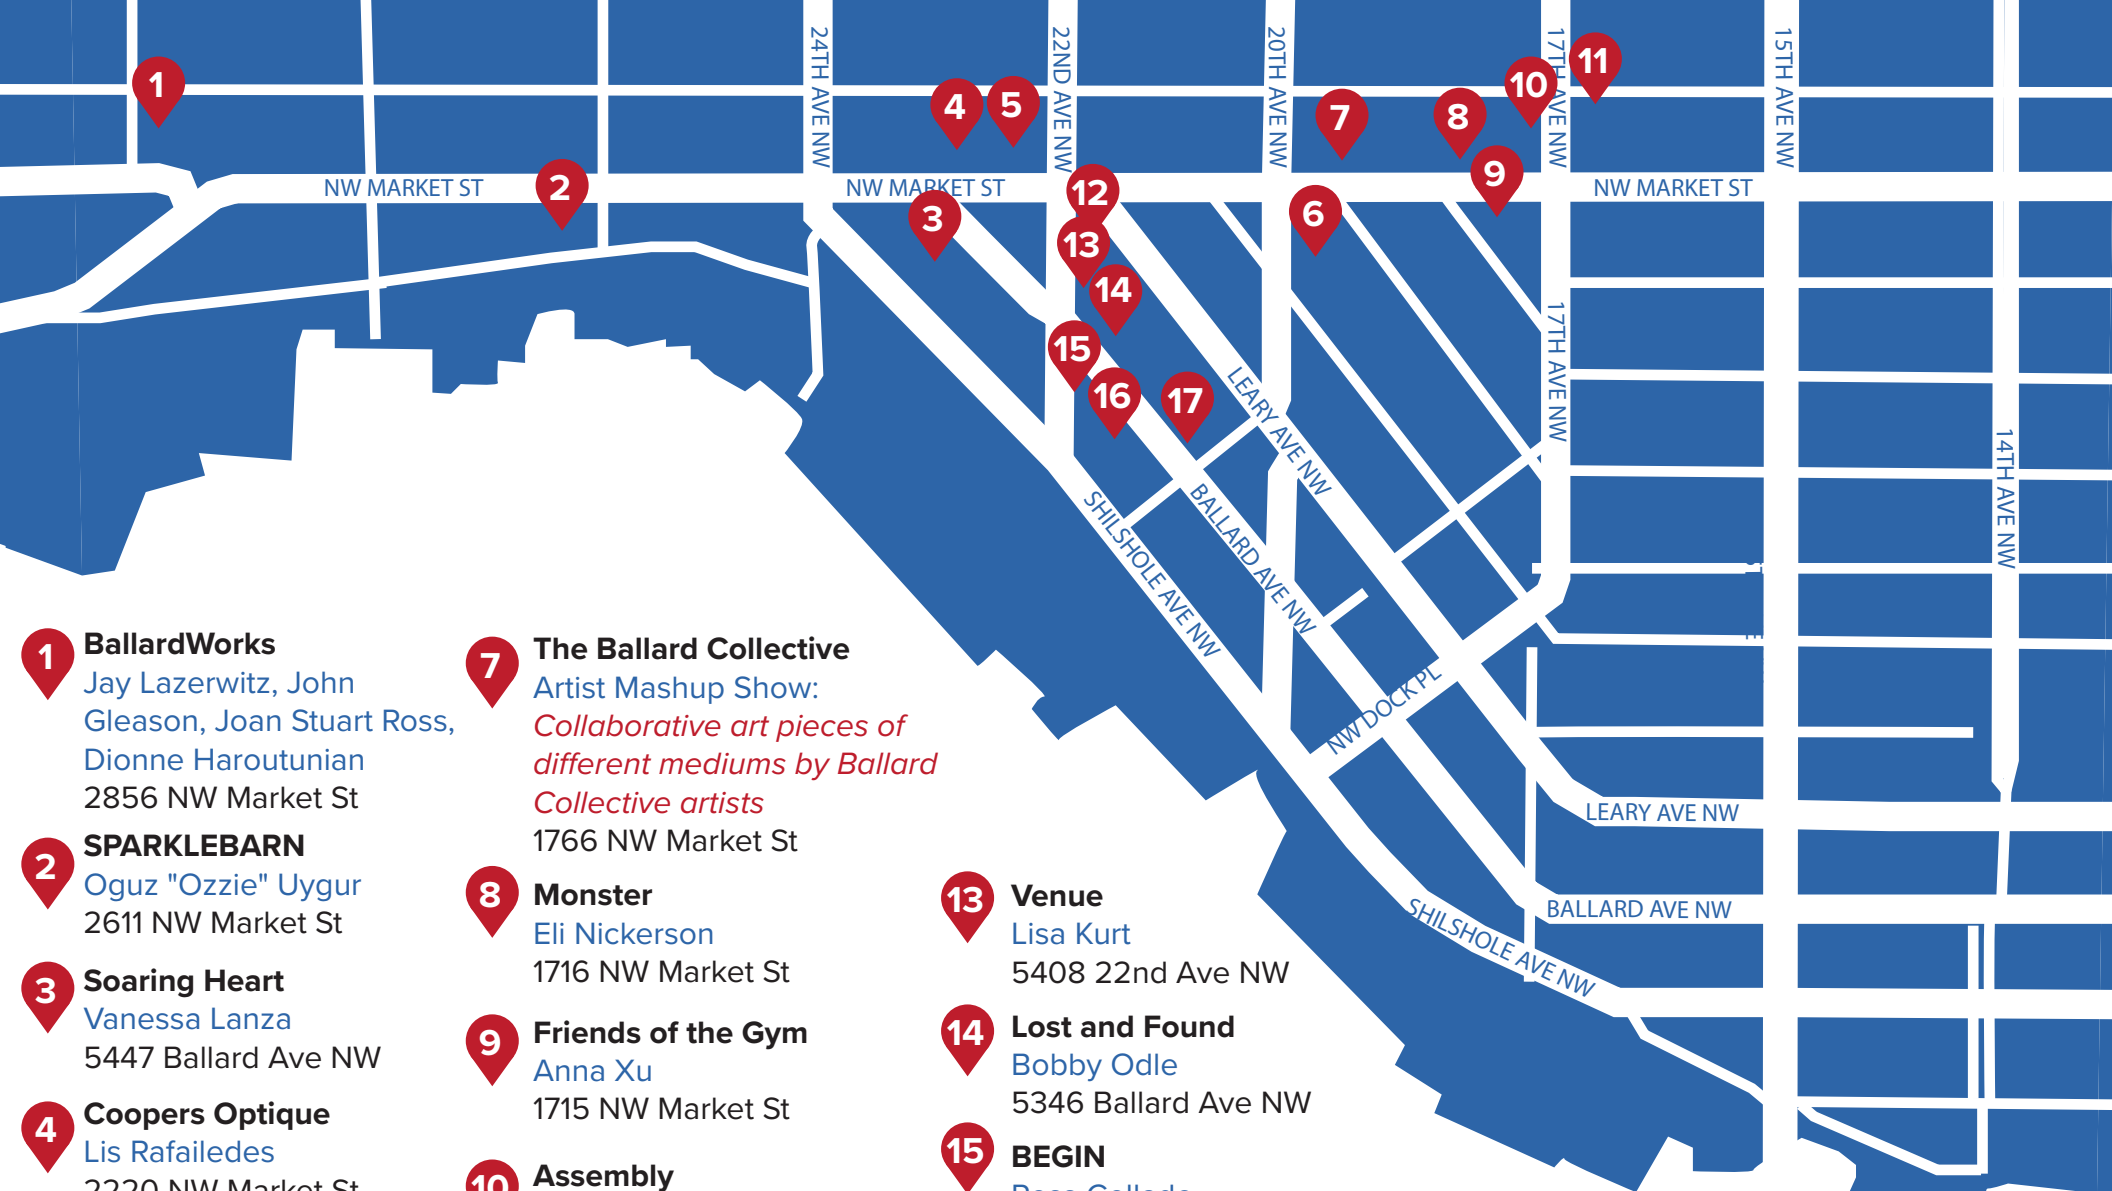 24TH AVE NW
22ND AVE NW
20TH AVE NW
17TH AVE NW
15TH AVE NW
11
10
1
4
5
7
8
9
NW MARKET ST
2
NW MARKET ST
12
NW MARKET ST
3
6
13
14
15
16
17
17TH AVE NW
LEARY AVE NW
14TH AVE NW
BALLARD AVE NW
SHILSHOLE AVE NW
NW DOCK PL
LEARY AVE NW
BALLARD AVE NW
SHILSHOLE AVE NW
1
BallardWorks
Jay Lazerwitz, John
Gleason, Joan Stuart Ross,
Dionne Haroutunian
2856 NW Market St
2
SPARKLEBARN
Oguz "Ozzie" Uygur
2611 NW Market St
3
Soaring Heart
Vanessa Lanza
5447 Ballard Ave NW
4
Coopers Optique
Lis Rafailedes
2220 NW Market St
7
The Ballard Collective
Artist Mashup Show:
Collaborative art pieces of
different mediums by Ballard
Collective artists
1766 NW Market St
8
Monster
Eli Nickerson
1716 NW Market St
9
Friends of the Gym
Anna Xu
1715 NW Market St
10
Assembly
13
Venue
Lisa Kurt
5408 22nd Ave NW
14
Lost and Found
Bobby Odle
5346 Ballard Ave NW
15
BEGIN